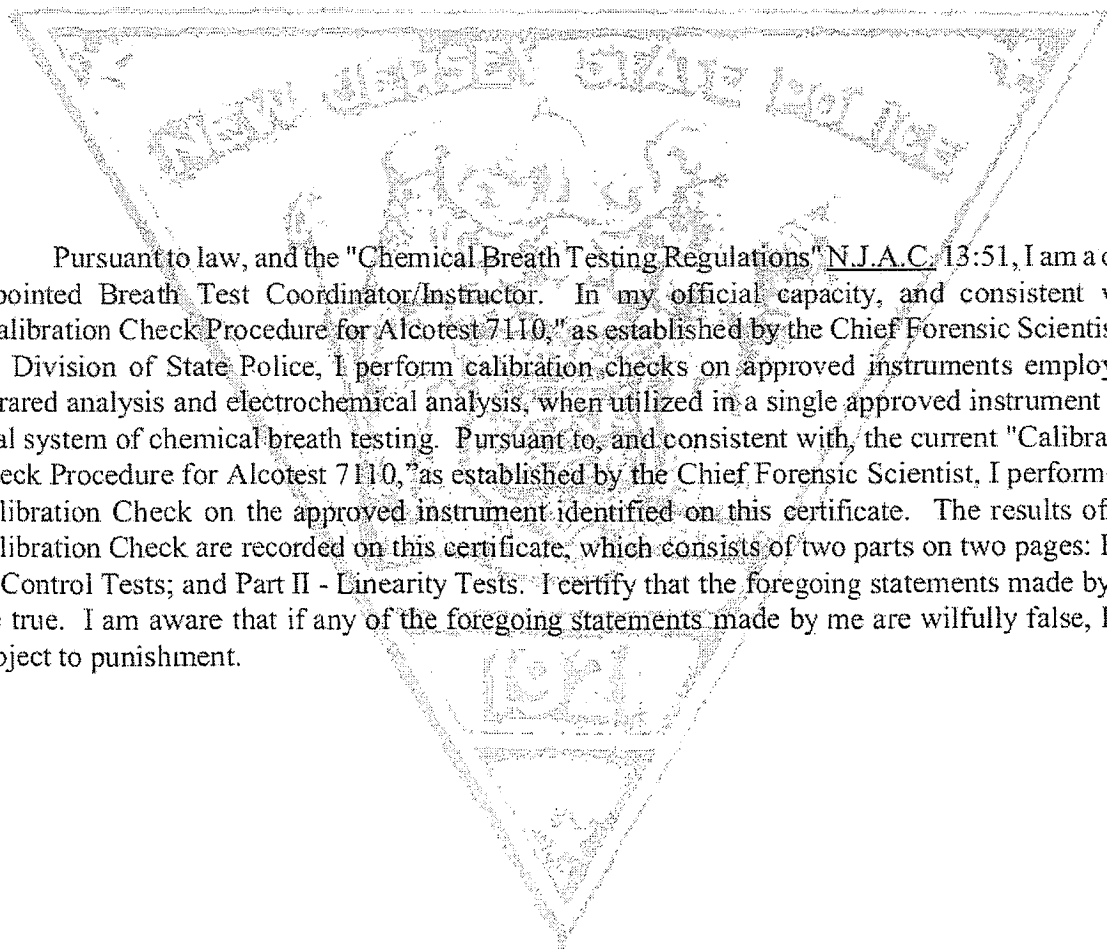 NEW JERSEY STATE POLICE
Pursuant to law, and the "Chemical Breath Testing Regulations" N.J.A.C. 13:51, I am a d
pointed Breath Test Coordinator/Instructor. In my official capacity, and consistent w
alibration Check Procedure for Alcotest 7110," as established by the Chief Forensic Scientis
Division of State Police, I perform calibration checks on approved instruments employ
rared analysis and electrochemical analysis, when utilized in a single approved instrument
al system of chemical breath testing. Pursuant to, and consistent with, the current "Calibra
eck Procedure for Alcotest 7110," as established by the Chief Forensic Scientist, I perform
libration Check on the approved instrument identified on this certificate. The results of
libration Check are recorded on this certificate, which consists of two parts on two pages: P
Control Tests; and Part II - Linearity Tests. I certify that the foregoing statements made by
e true. I am aware that if any of the foregoing statements made by me are wilfully false, I
bject to punishment.